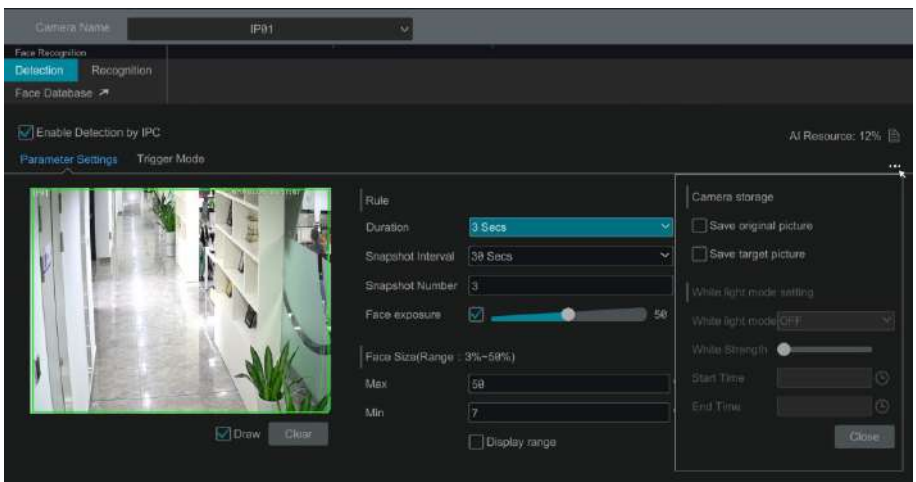 Camera Name IP01
Face Recognition
Detection Recognition
Face Database
Enable Detection by IPC
AI Resource: 12%
Parameter Settings Trigger Mode
...
Rule
Duration 3 Secs
Snapshot Interval 30 Secs
Snapshot Number 3
Face exposure 50
Face Size(Range : 3%~50%)
Max 50
Min 7
Display range
Draw Clear
Camera storage
Save original picture
Save target picture
White light mode setting
White light mode OFF
White Strength
Start Time
End Time
Close